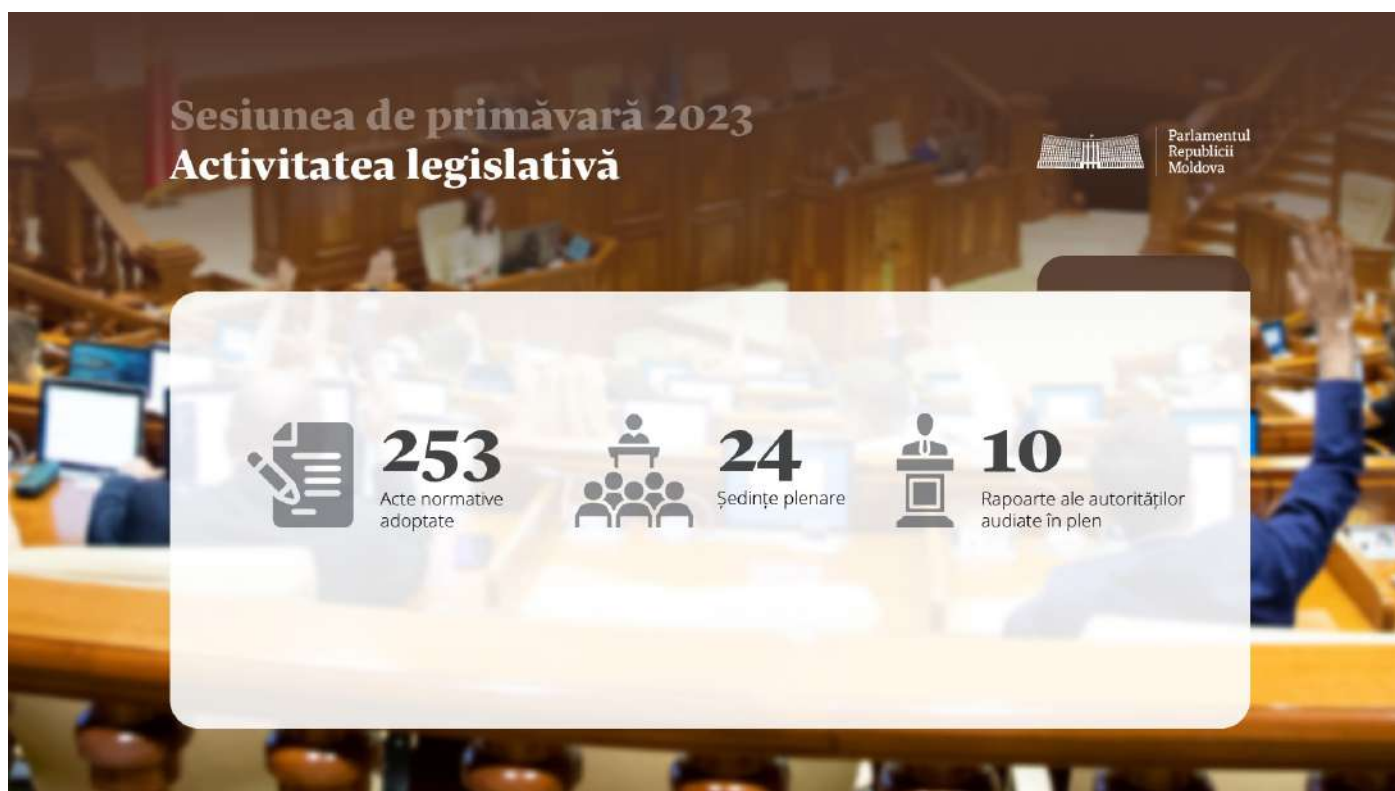 Sesiunea de primăvară 2023
Activitatea legislativă
Parlamentul
Republicii
Moldova
253
Acte normative
adoptate
24
Ședințe plenare
10
Rapoarte ale autorităților
audiate în plen